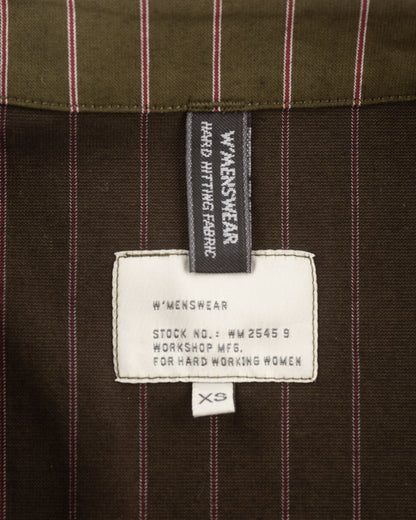 W'MENSWEAR
HARD HITTING FABRIC
W'MENSWEAR
STOCK NO.: WM 2545 9
WORKSHOP MFG.
FOR HARD WORKING WOMEN
XS